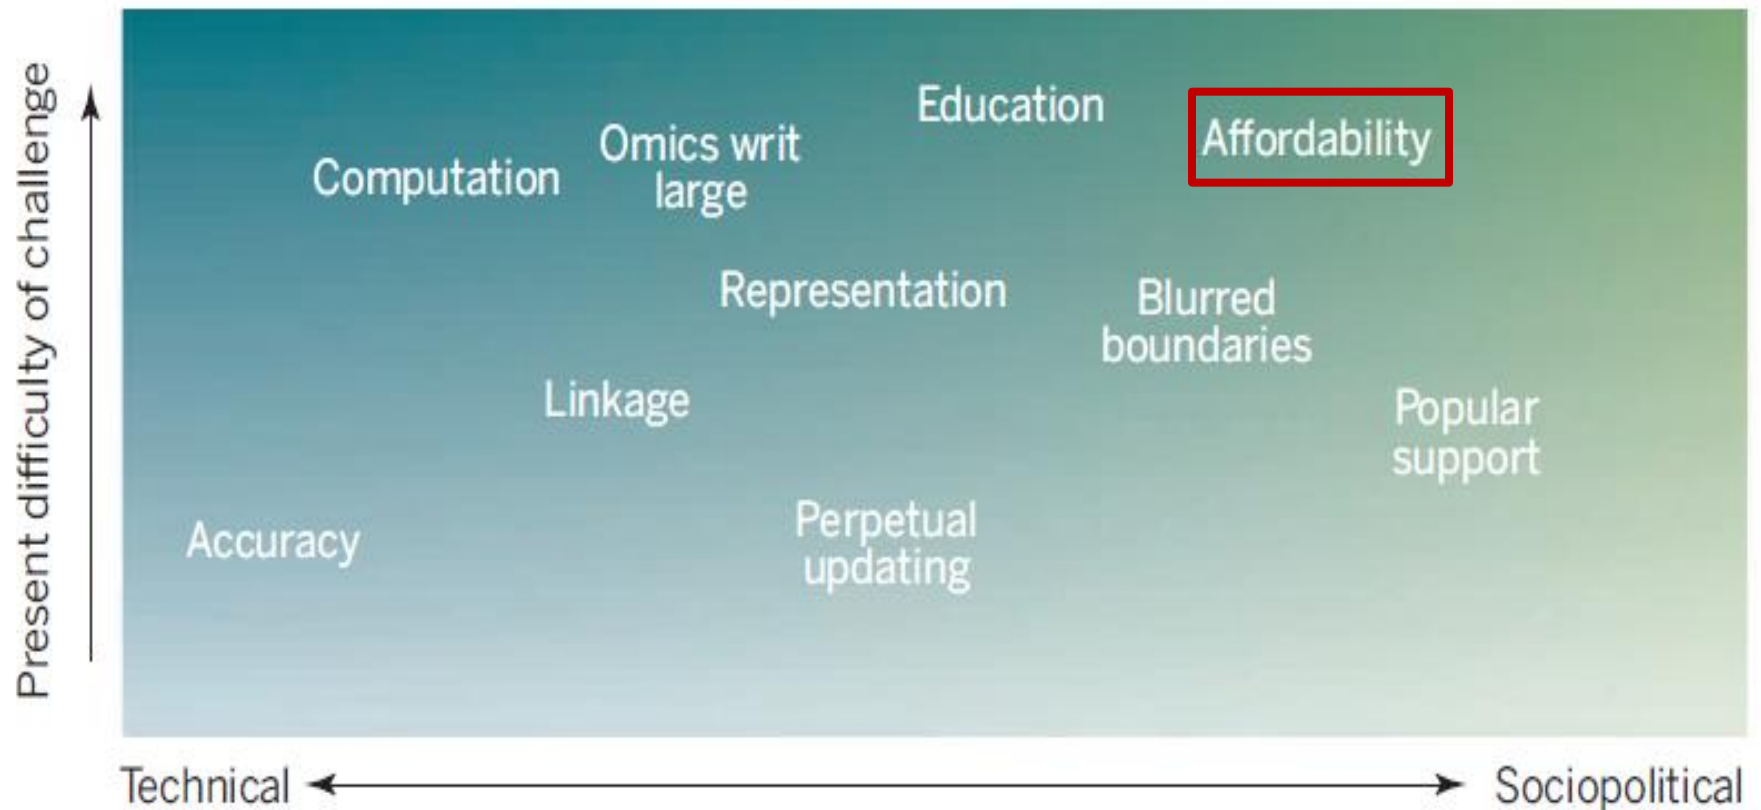 Present difficulty of challenge
Education
Affordability
Omics writ
large
Computation
Representation
Blurred
boundaries
Linkage
Popular
support
Accuracy
Perpetual
updating
Technical
Sociopolitical